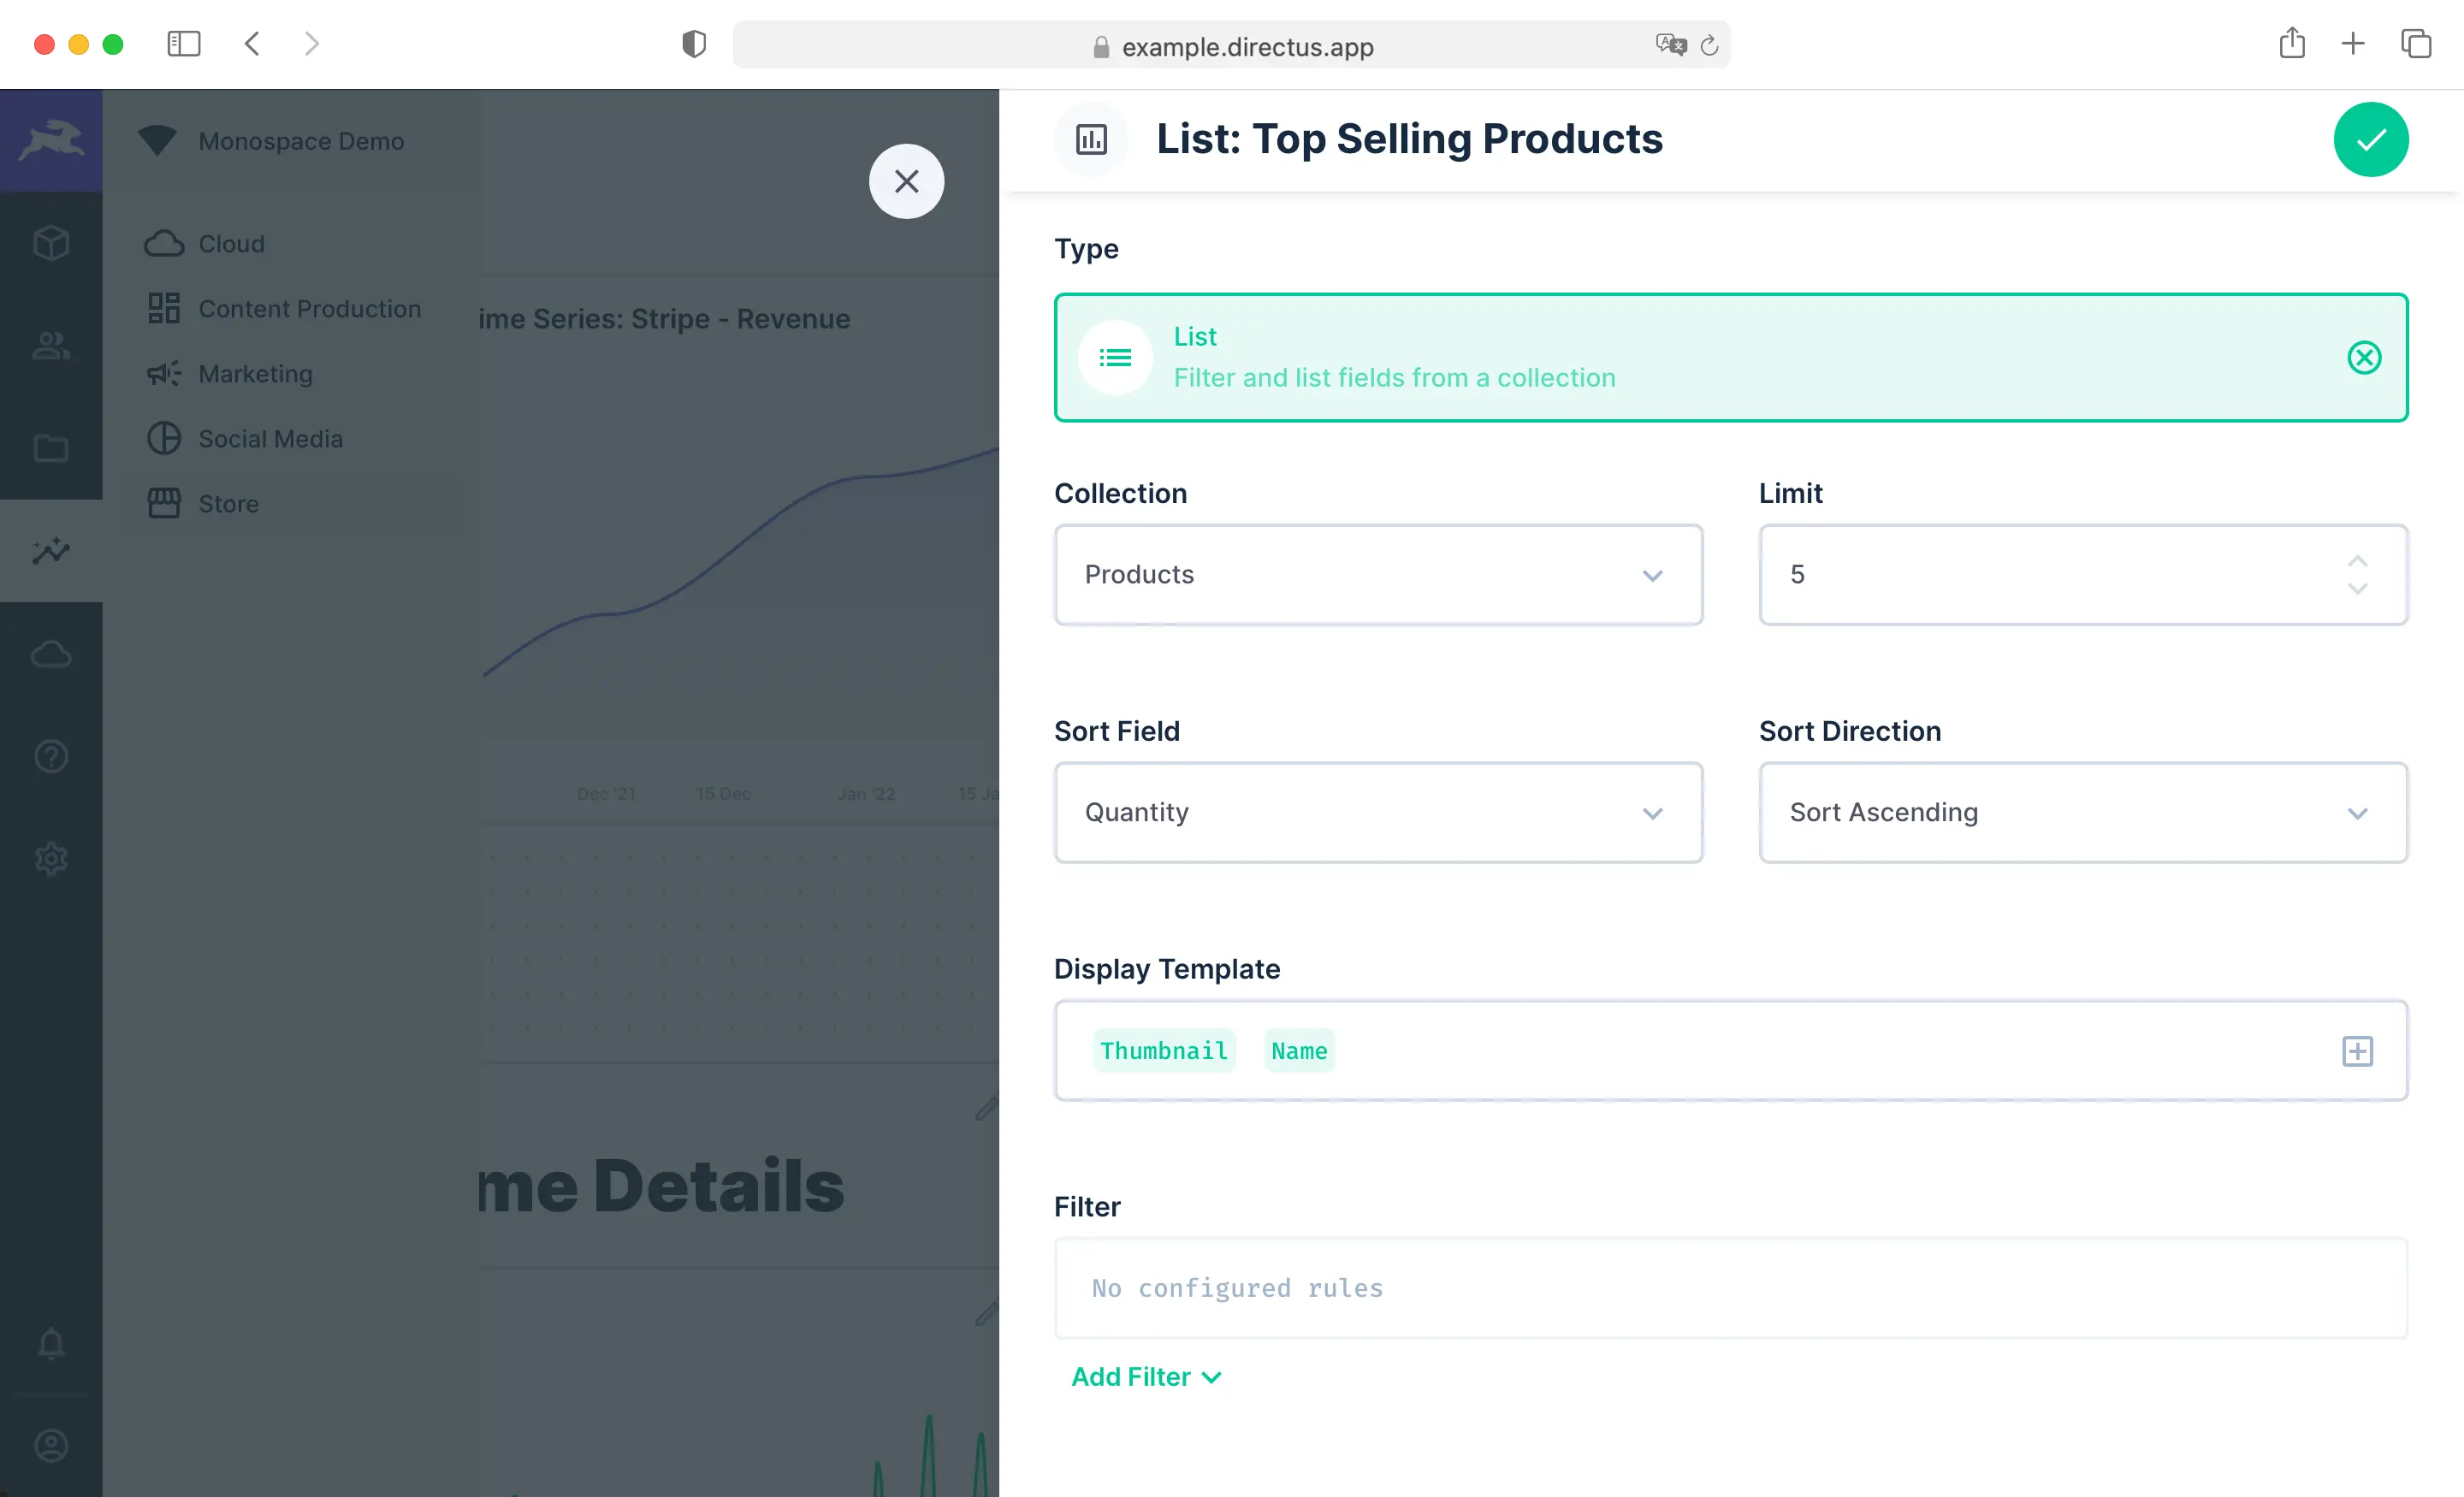 example.directus.app
Monospace Demo
Cloud
Content Production
Marketing
Social Media
Store
ime Series: Stripe - Revenue
Dec '21 15 Dec Jan '22 15 Ja
me Details
List: Top Selling Products
Type
List
Filter and list fields from a collection
Collection
Products
Limit
5
Sort Field
Quantity
Sort Direction
Sort Ascending
Display Template
Thumbnail Name
Filter
No configured rules
Add Filter